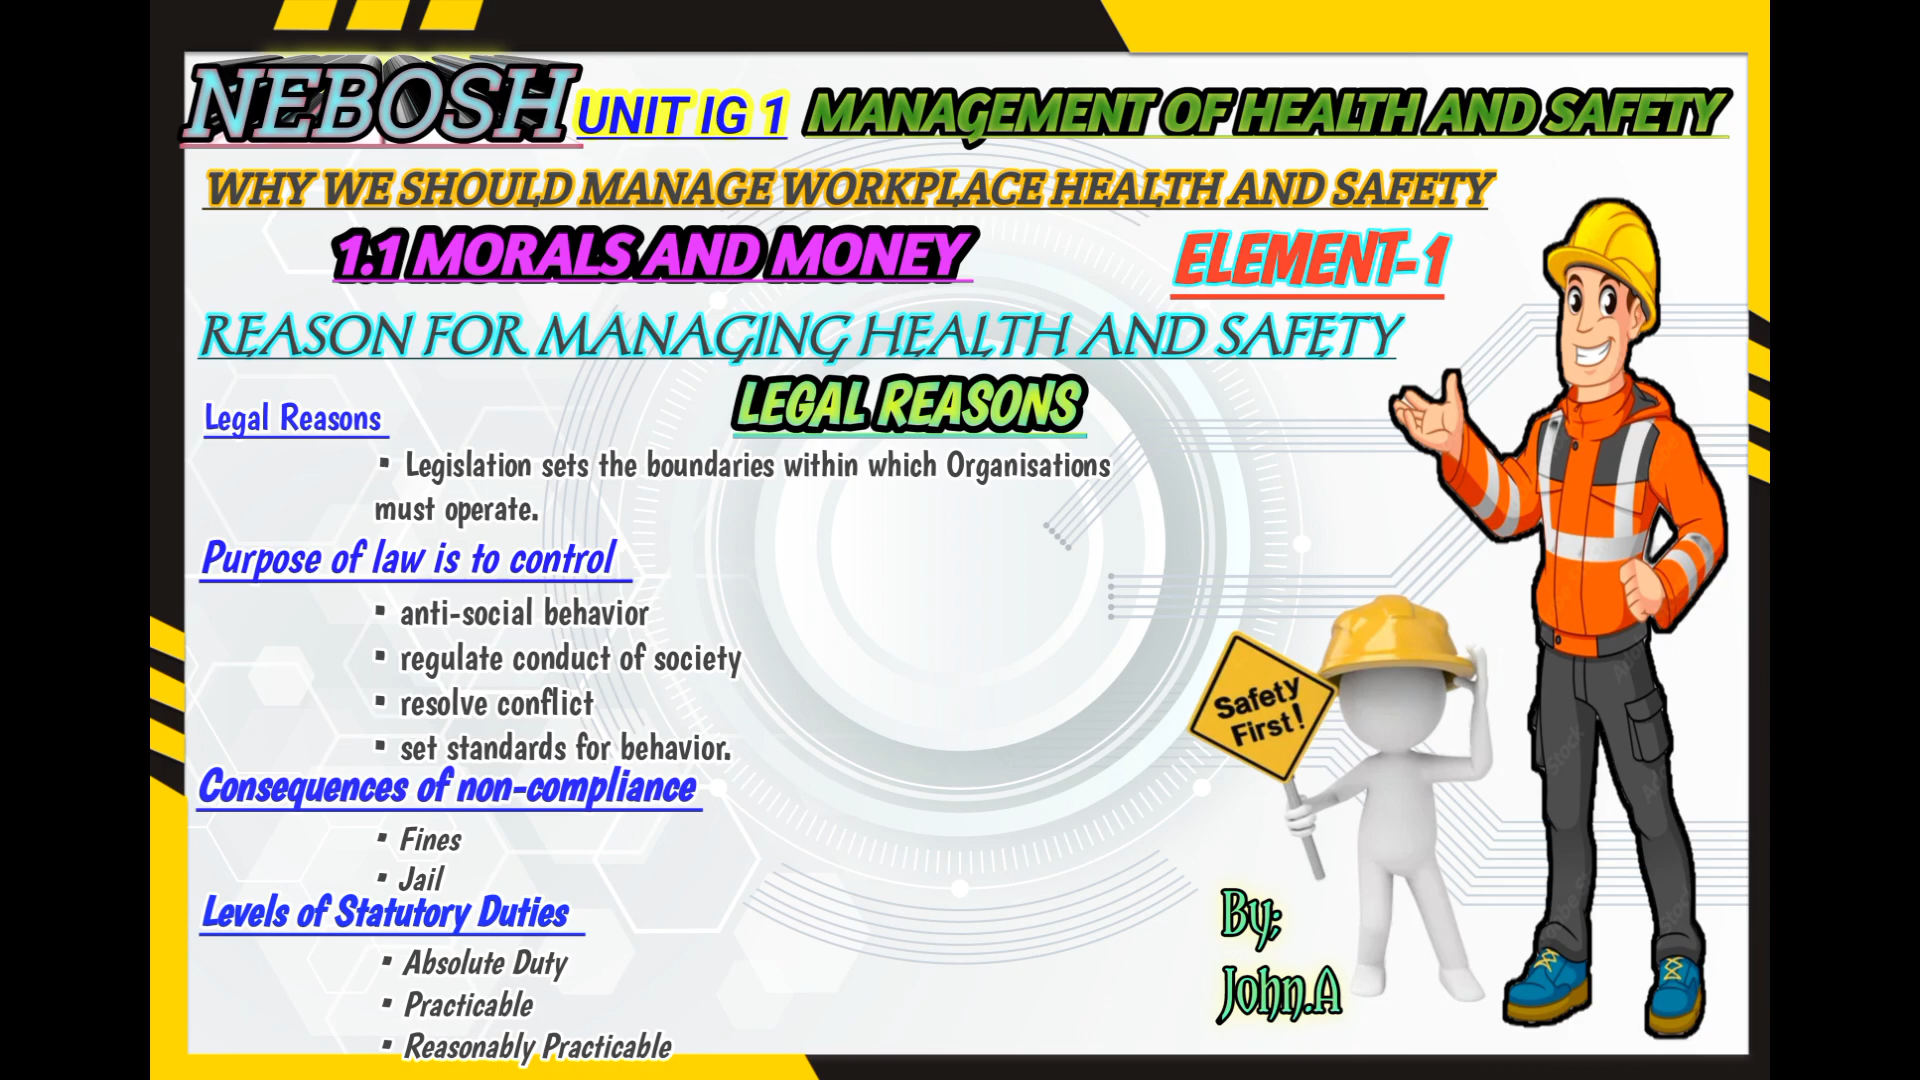 NEBOSH UNIT IG 1 MANAGEMENT OF HEALTH AND SAFETY
WHY WE SHOULD MANAGE WORKPLACE HEALTH AND SAFETY
1.1 MORALS AND MONEY
ELEMENT-1
REASON FOR MANAGING HEALTH AND SAFETY
LEGAL REASONS
Legal Reasons
▪ Legislation sets the boundaries within which Organisations
must operate.
Purpose of law is to control
▪ anti-social behavior
▪ regulate conduct of society
▪ resolve conflict
▪ set standards for behavior.
Consequences of non-compliance
▪ Fines
▪ Jail
Levels of Statutory Duties
▪ Absolute Duty
▪ Practicable
▪ Reasonably Practicable
Safety
First!
By;
John.A